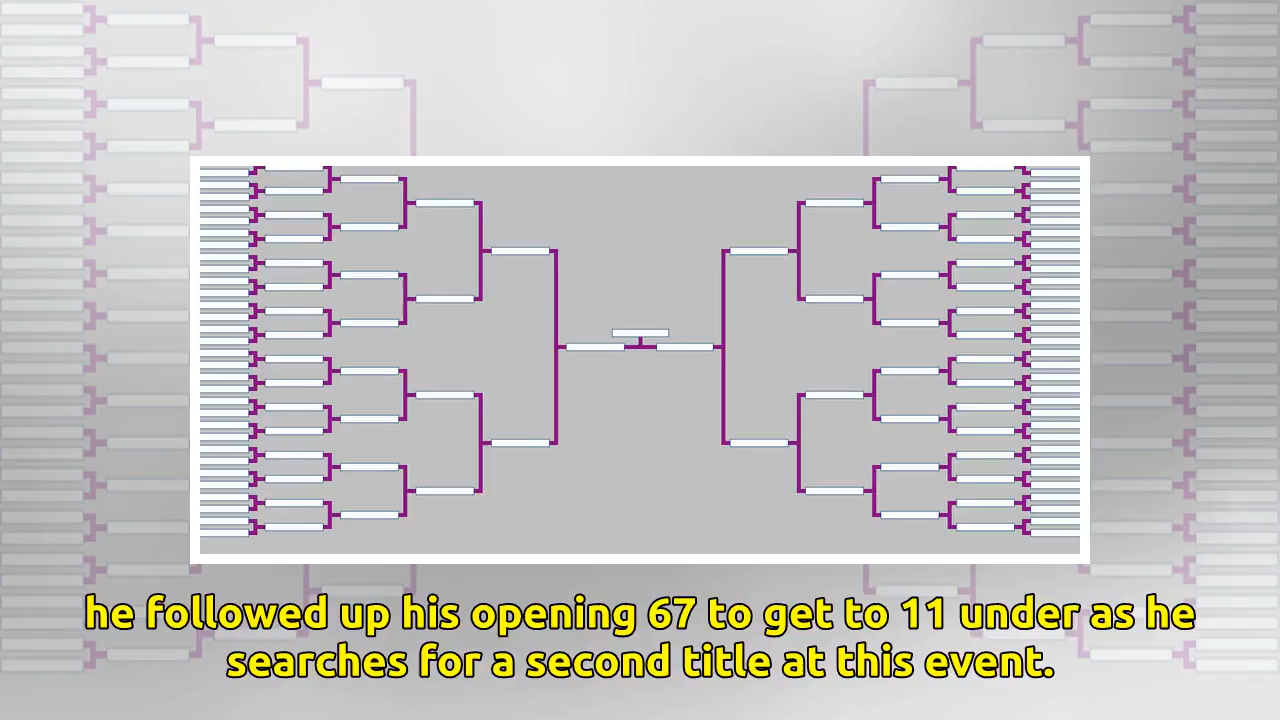 he followed up his opening 67 to get to 11 under as he
searches for a second title at this event.